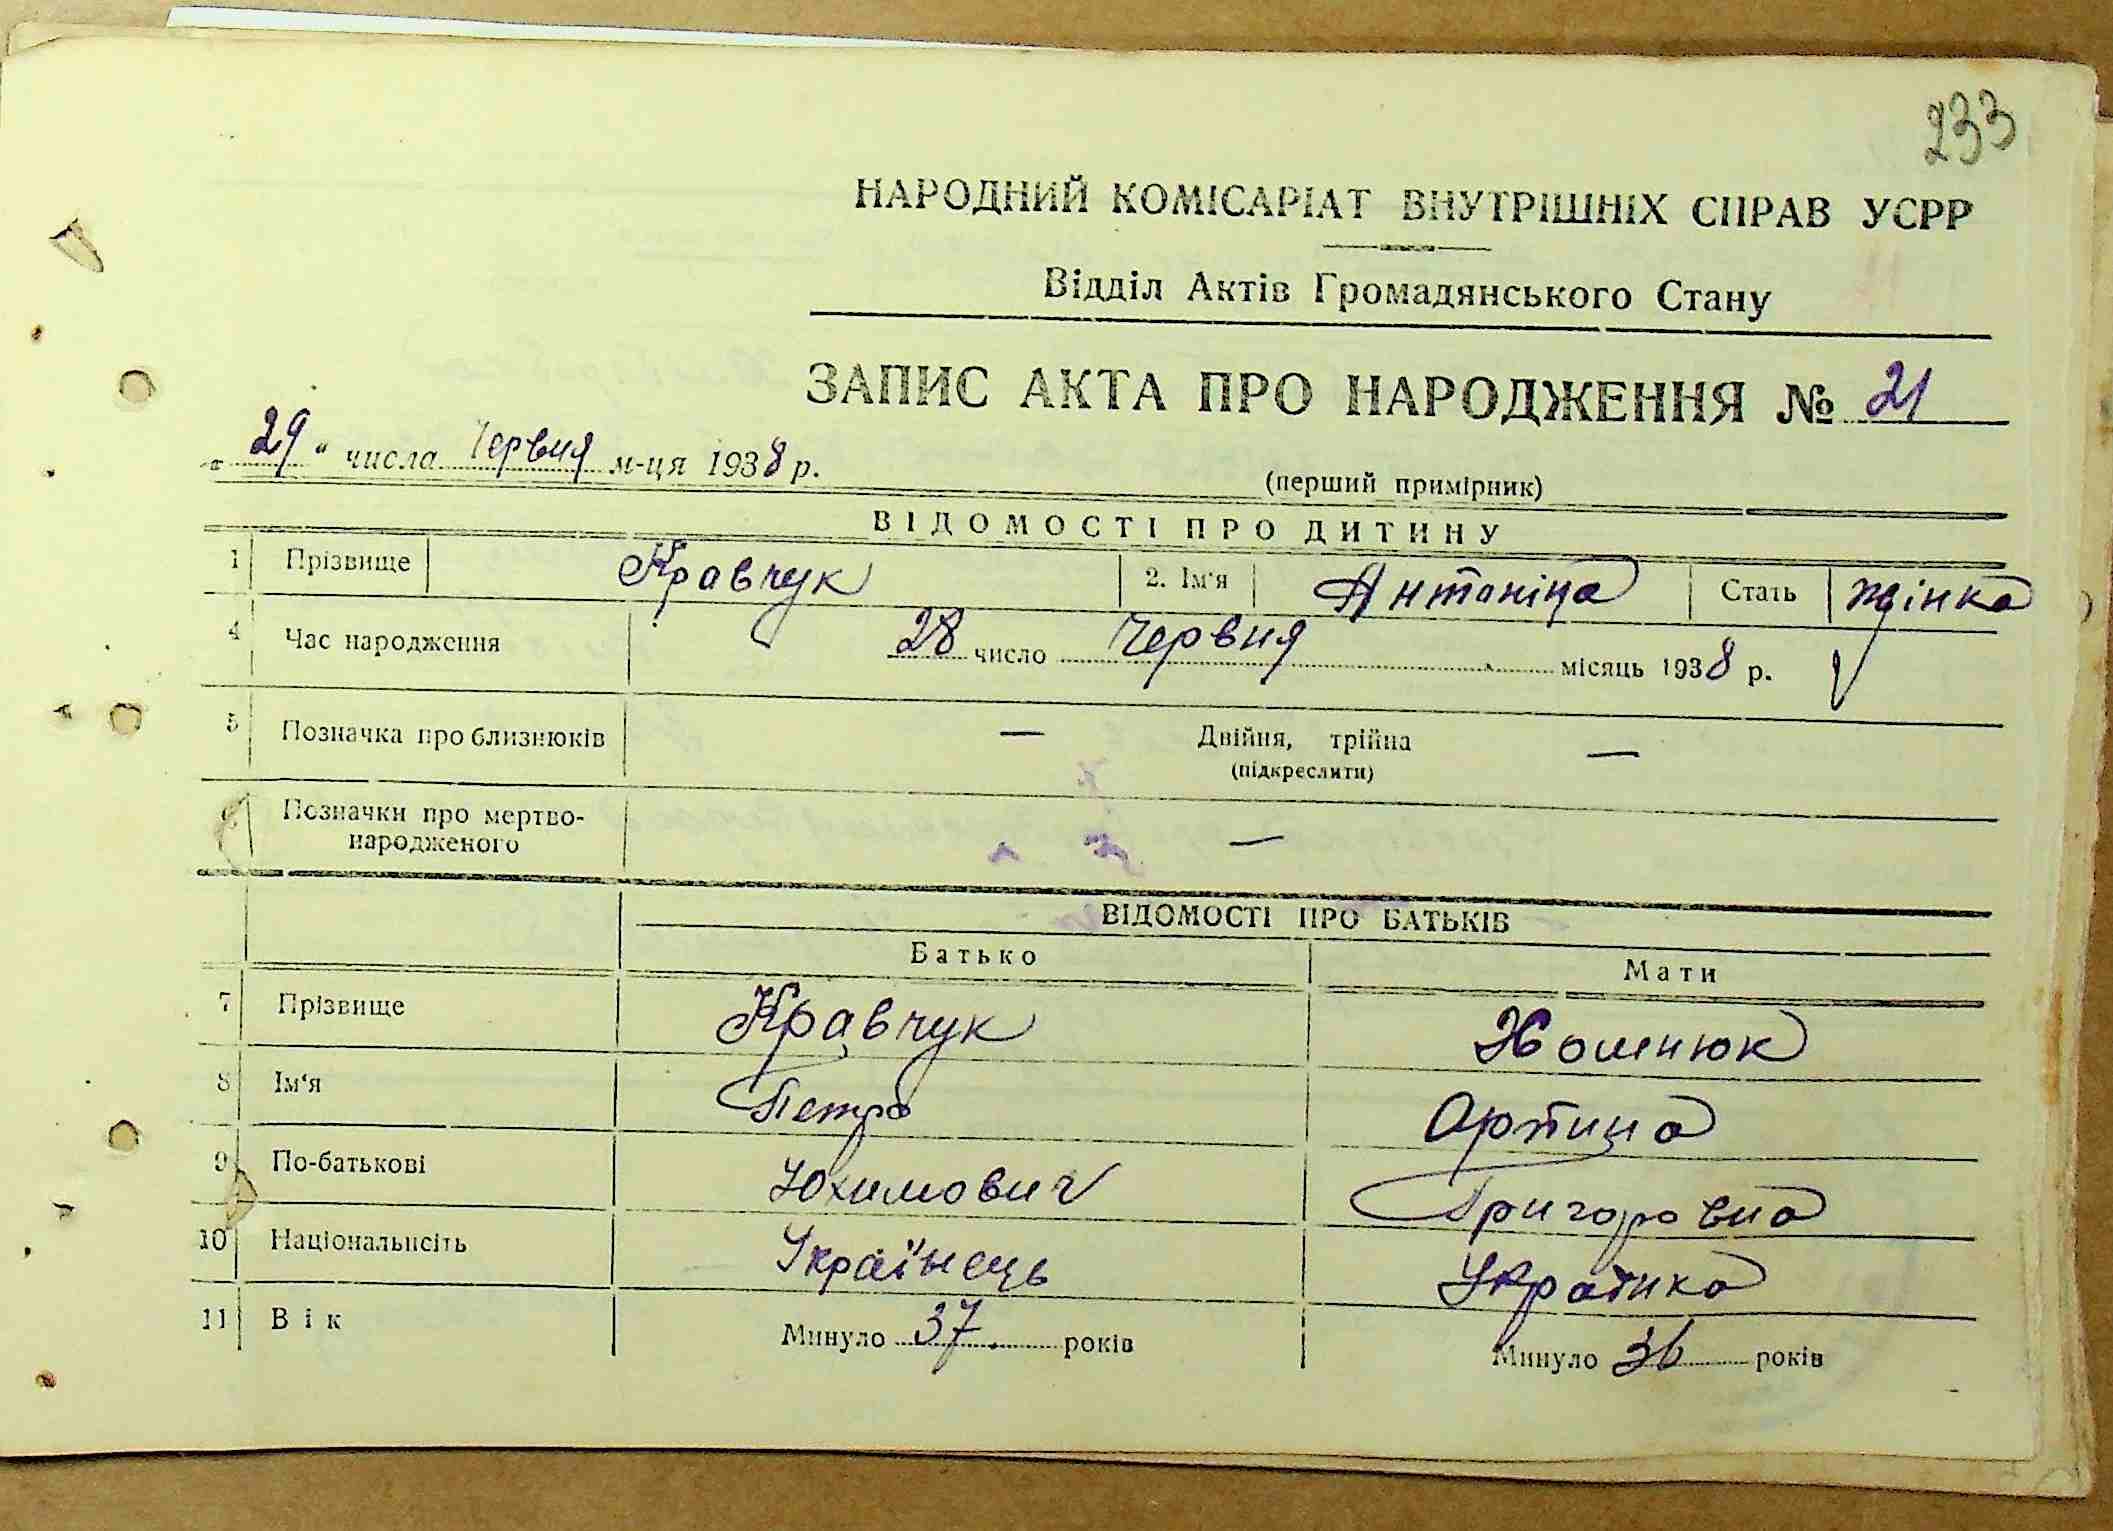 233
НАРОДНИЙ КОМІСАРІАТ ВНУТРІШНІХ СПРАВ УСРР
Відділ Актів Громадянського Стану
ЗАПИС АКТА ПРО НАРОДЖЕННЯ № 21
„ 29 " числа Червня м-ця 1938 р.
(перший примірник)
ВІДОМОСТІ ПРО ДИТИНУ
1 Прізвище Кравчук 2. Ім'я Антоніна Стать жінка
4 Час народження 28 число Червня місяць 1938 р.
5 Позначка про близнюків — Двійня, трійна —
(підкреслити)
6 Позначки про мертво-
народженого —
ВІДОМОСТІ ПРО БАТЬКІВ
Батько Мати
7 Прізвище Кравчук Хомнюк
8 Ім'я Петро
9 По-батькові Юхимович Григоровна
10 Національність Українець Украінка
11 Вік Минуло 37 років Минуло 36 років